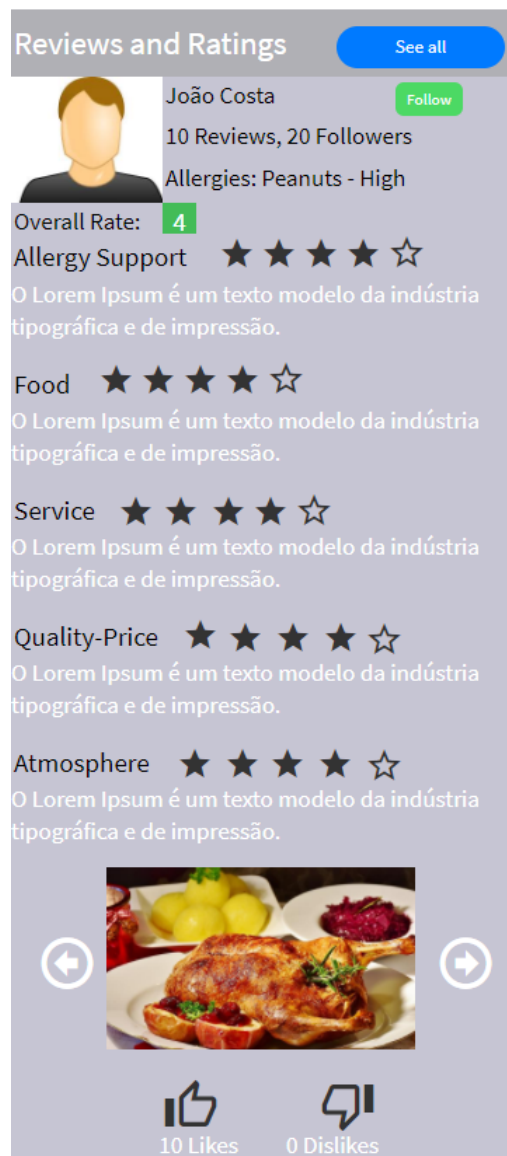 Reviews and Ratings
See all
João Costa
Follow
10 Reviews, 20 Followers
Allergies: Peanuts - High
Overall Rate: 4
Allergy Support
O Lorem Ipsum é um texto modelo da indústria
tipográfica e de impressão.
Food
O Lorem Ipsum é um texto modelo da indústria
tipográfica e de impressão.
Service
O Lorem Ipsum é um texto modelo da indústria
tipográfica e de impressão.
Quality-Price
O Lorem Ipsum é um texto modelo da indústria
tipográfica e de impressão.
Atmosphere
O Lorem Ipsum é um texto modelo da indústria
tipográfica e de impressão.
10 Likes
0 Dislikes